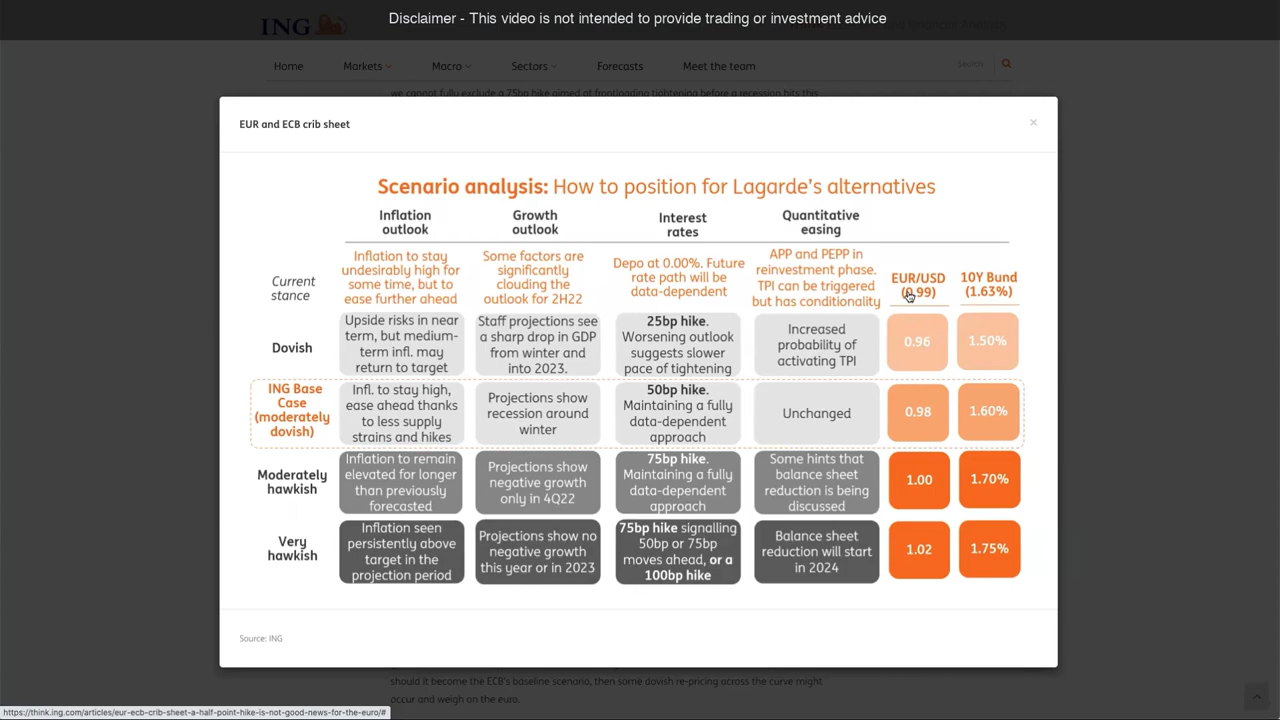 Disclaimer - This video is not intended to provide trading or investment advice
ING
Home Markets Macro Sectors Forecasts Meet the team Search
we cannot fully exclude a 75bp hike aimed at frontloading tightening before a recession hits this
EUR and ECB crib sheet
×
Scenario analysis: How to position for Lagarde's alternatives
Inflation
outlook
Growth
outlook
Interest
rates
Quantitative
easing
Current
stance
Inflation to stay
undesirably high for
some time, but to
ease further ahead
Some factors are
significantly
clouding the
outlook for 2H22
Depo at 0.00%. Future
rate path will be
data-dependent
APP and PEPP in
reinvestment phase.
TPI can be triggered
but has conditionality
EUR/USD
(0.99)
10Y Bund
(1.63%)
Dovish
Upside risks in near
term, but medium-
term infl. may
return to target
Staff projections see
a sharp drop in GDP
from winter and
into 2023.
25bp hike.
Worsening outlook
suggests slower
pace of tightening
Increased
probability of
activating TPI
0.96
1.50%
ING Base
Case
(moderately
dovish)
Infl. to stay high,
ease ahead thanks
to less supply
strains and hikes
Projections show
recession around
winter
50bp hike.
Maintaining a fully
data-dependent
approach
Unchanged
0.98
1.60%
Moderately
hawkish
Inflation to remain
elevated for longer
than previously
forecasted
Projections show
negative growth
only in 4Q22
75bp hike.
Maintaining a fully
data-dependent
approach
Some hints that
balance sheet
reduction is being
discussed
1.00
1.70%
Very
hawkish
Inflation seen
persistently above
target in the
projection period
Projections show no
negative growth
this year or in 2023
75bp hike signalling
50bp or 75bp
moves ahead, or a
100bp hike
Balance sheet
reduction will start
in 2024
1.02
1.75%
Source: ING
should it become the ECB's baseline scenario, then some dovish re-pricing across the curve might
occur and weigh on the euro.
https://think.ing.com/articles/eur-ecb-crib-sheet-a-half-point-hike-is-not-good-news-for-the-euro/#